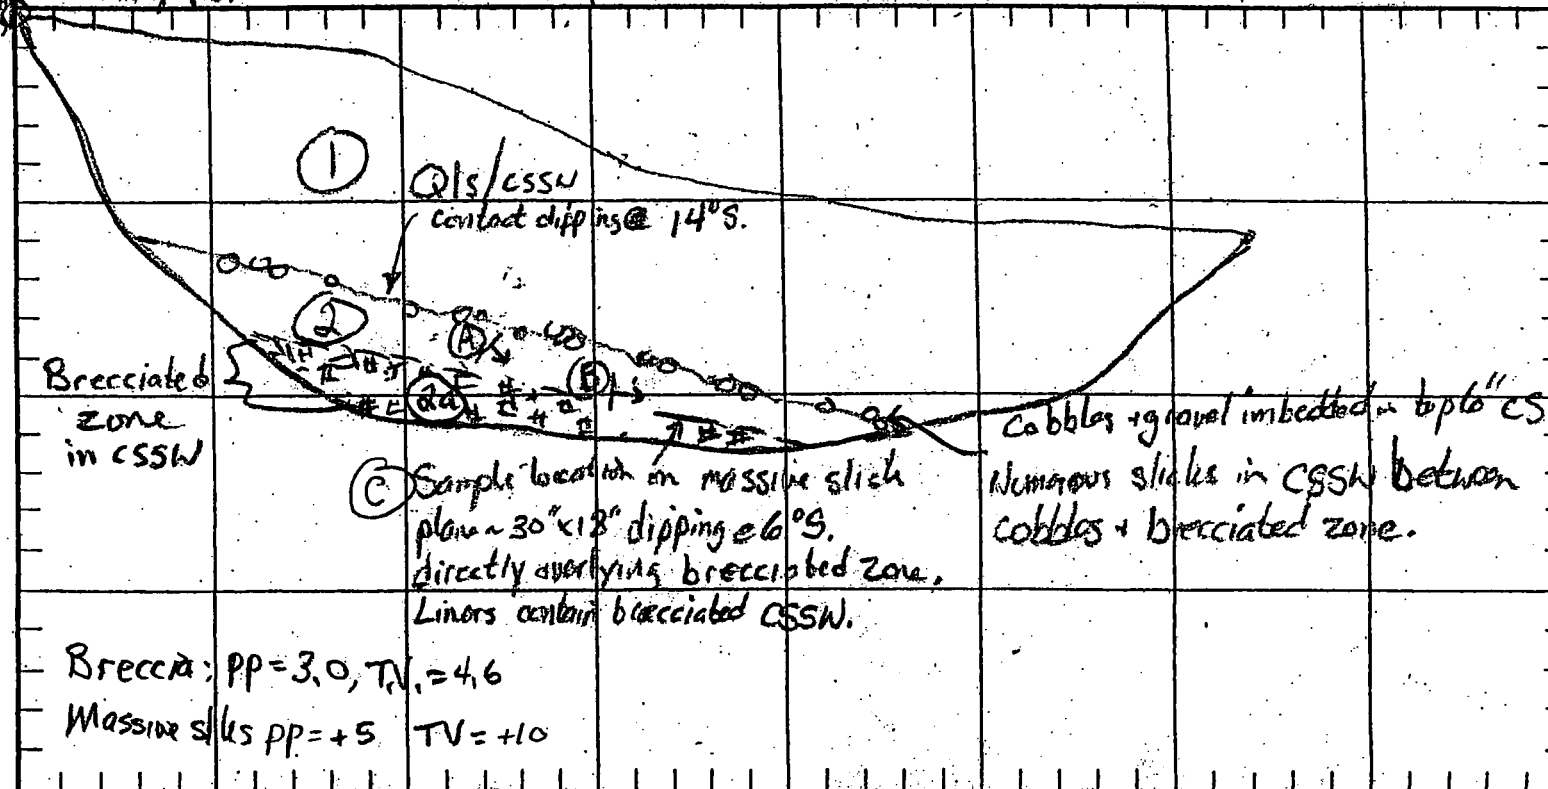 1
Qls/CSSW
contact dipping @ 14°S.
2
A
B
2a
Brecciated
zone
in CSSW
Cobbles + gravel imbedded in top 6" CS
Numerous slicks in CSSW between
cobbles + brecciated zone.
C Sample location in massive slick
plane ~ 30"x18" dipping @ 6°S.
directly overlying brecciated zone.
Liners contain brecciated CSSW.
Breccia: pp=3.0, T.V.=4.6
Massive slks pp=+5 TV=+10